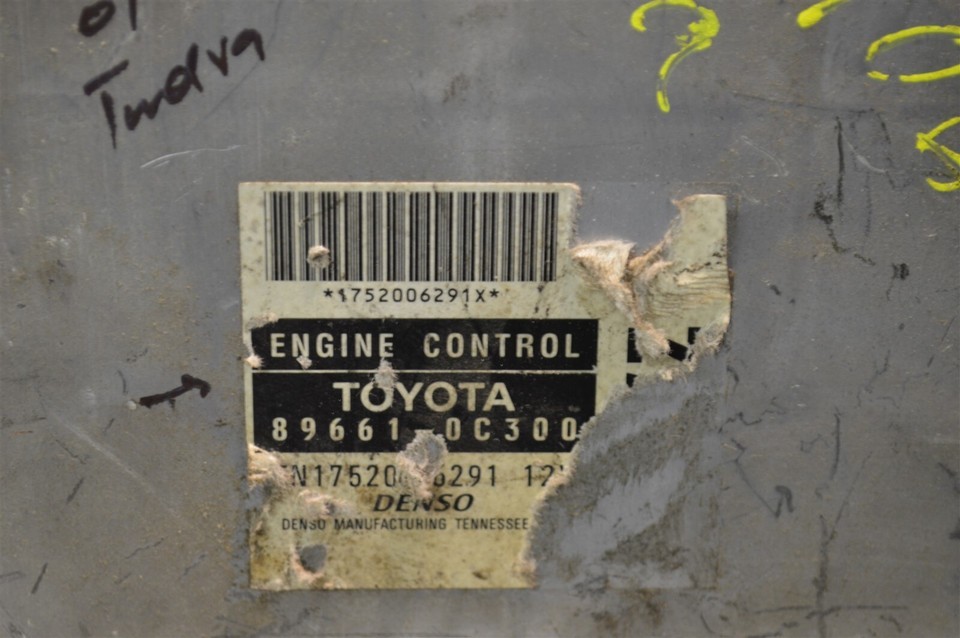 01
Tundra
*1752006291X*
ENGINE CONTROL
TOYOTA
89661-0C300
DENSO
DENSO MANUFACTURING TENNESSEE